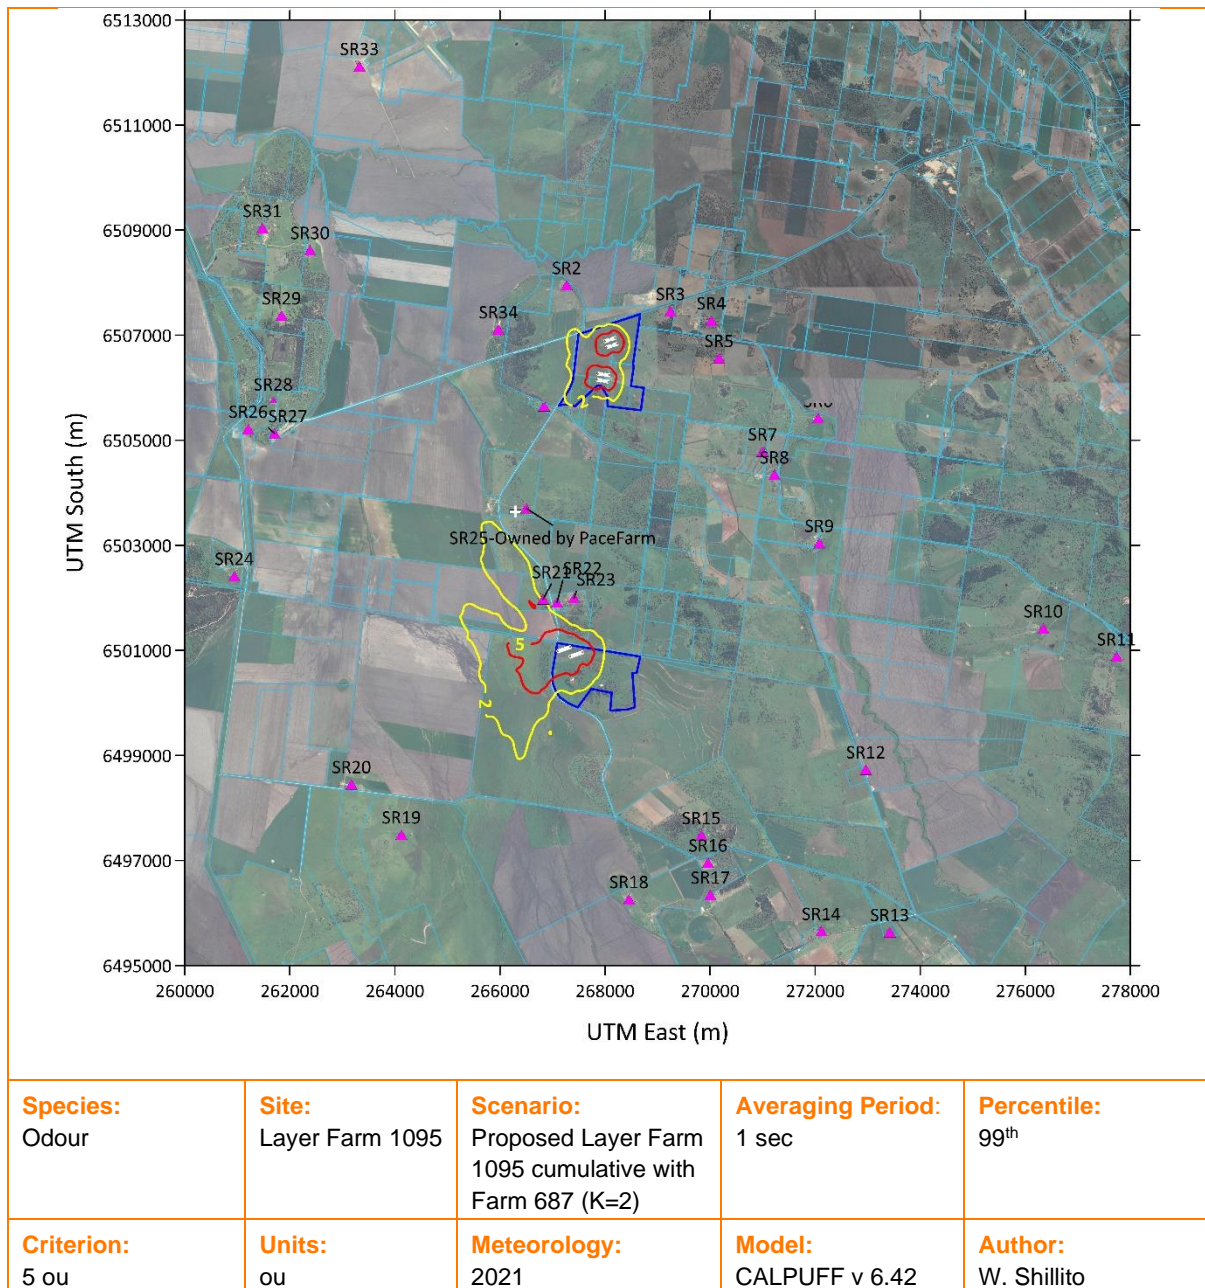 6513000
SR33
6511000
SR31
6509000
SR30
SR2
SR29
SR3
SR4
SR34
6507000
SR5
2
SR28
SR26
SR27
6505000
SR7
SR8
SR9
SR25-Owned by PaceFarm
6503000
SR24
SR21
SR22
SR23
SR10
SR11
6501000
5
2
6499000
SR12
SR20
SR19
SR15
6497000
SR16
SR18
SR17
SR14
SR13
6495000
260000 262000 264000 266000 268000 270000 272000 274000 276000 278000
UTM South (m)
UTM East (m)
Species:
Odour
Site:
Layer Farm 1095
Scenario:
Proposed Layer Farm
1095 cumulative with
Farm 687 (K=2)
Averaging Period:
1 sec
Percentile:
99th
Criterion:
5 ou
Units:
ou
Meteorology:
2021
Model:
CALPUFF v 6.42
Author:
W. Shillito